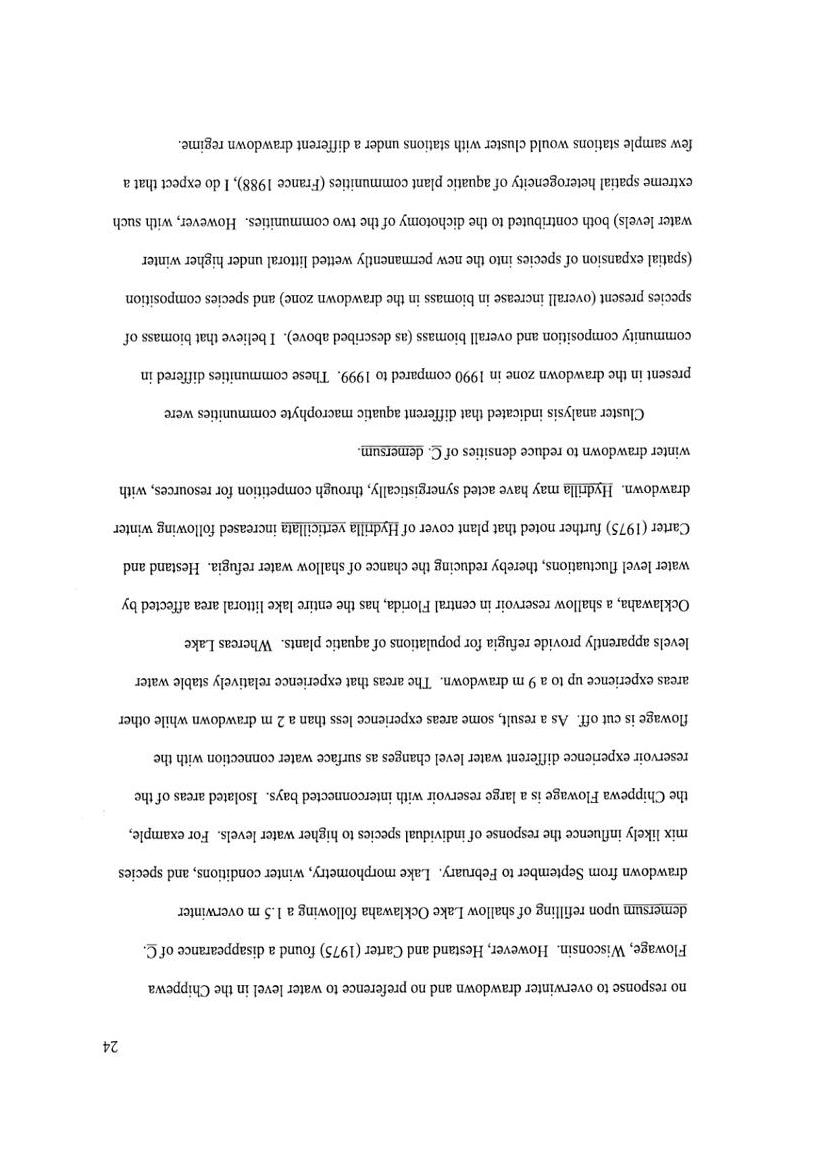 24
no response to overwinter drawdown and no preference to water level in the Chippewa
Flowage, Wisconsin. However, Hestand and Carter (1975) found a disappearance of C.
demersum upon refilling of shallow Lake Ocklawaha following a 1.5 m overwinter
drawdown from September to February. Lake morphometry, winter conditions, and species
mix likely influence the response of individual species to higher water levels. For example,
the Chippewa Flowage is a large reservoir with interconnected bays. Isolated areas of the
reservoir experience different water level changes as surface water connection with the
flowage is cut off. As a result, some areas experience less than a 2 m drawdown while other
areas experience up to a 9 m drawdown. The areas that experience relatively stable water
levels apparently provide refugia for populations of aquatic plants. Whereas Lake
Ocklawaha, a shallow reservoir in central Florida, has the entire lake littoral area affected by
water level fluctuations, thereby reducing the chance of shallow water refugia. Hestand and
Carter (1975) further noted that plant cover of Hydrilla verticillata increased following winter
drawdown. Hydrilla may have acted synergistically, through competition for resources, with
winter drawdown to reduce densities of C. demersum.
Cluster analysis indicated that different aquatic macrophyte communities were
present in the drawdown zone in 1990 compared to 1999. These communities differed in
community composition and overall biomass (as described above). I believe that biomass of
species present (overall increase in biomass in the drawdown zone) and species composition
(spatial expansion of species into the new permanently wetted littoral under higher winter
water levels) both contributed to the dichotomy of the two communities. However, with such
extreme spatial heterogeneity of aquatic plant communities (France 1988), I do expect that a
few sample stations would cluster with stations under a different drawdown regime.